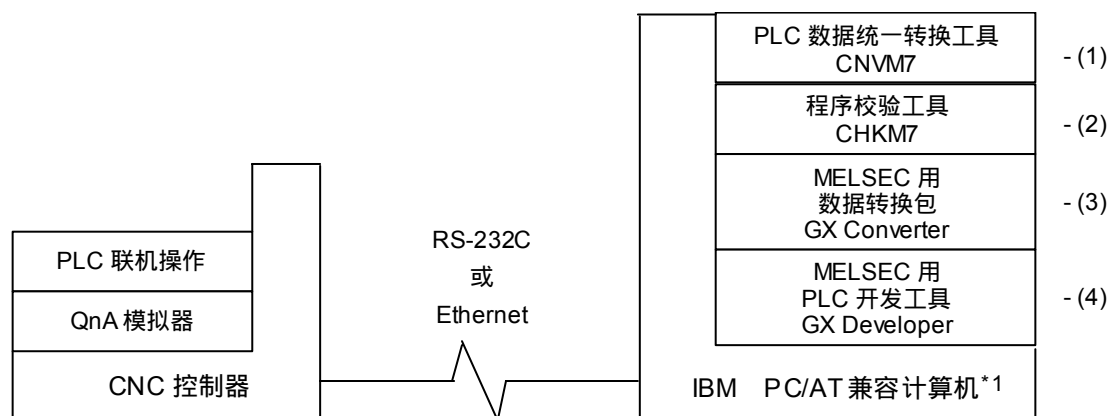 PLC 数据统一转换工具
CNVM7
- (1)
程序校验工具
CHKM7
- (2)
MELSEC 用
数据转换包
GX Converter
- (3)
MELSEC 用
PLC 开发工具
GX Developer
- (4)
IBM PC/AT 兼容计算机*1
RS-232C
或
Ethernet
PLC 联机操作
QnA 模拟器
CNC 控制器